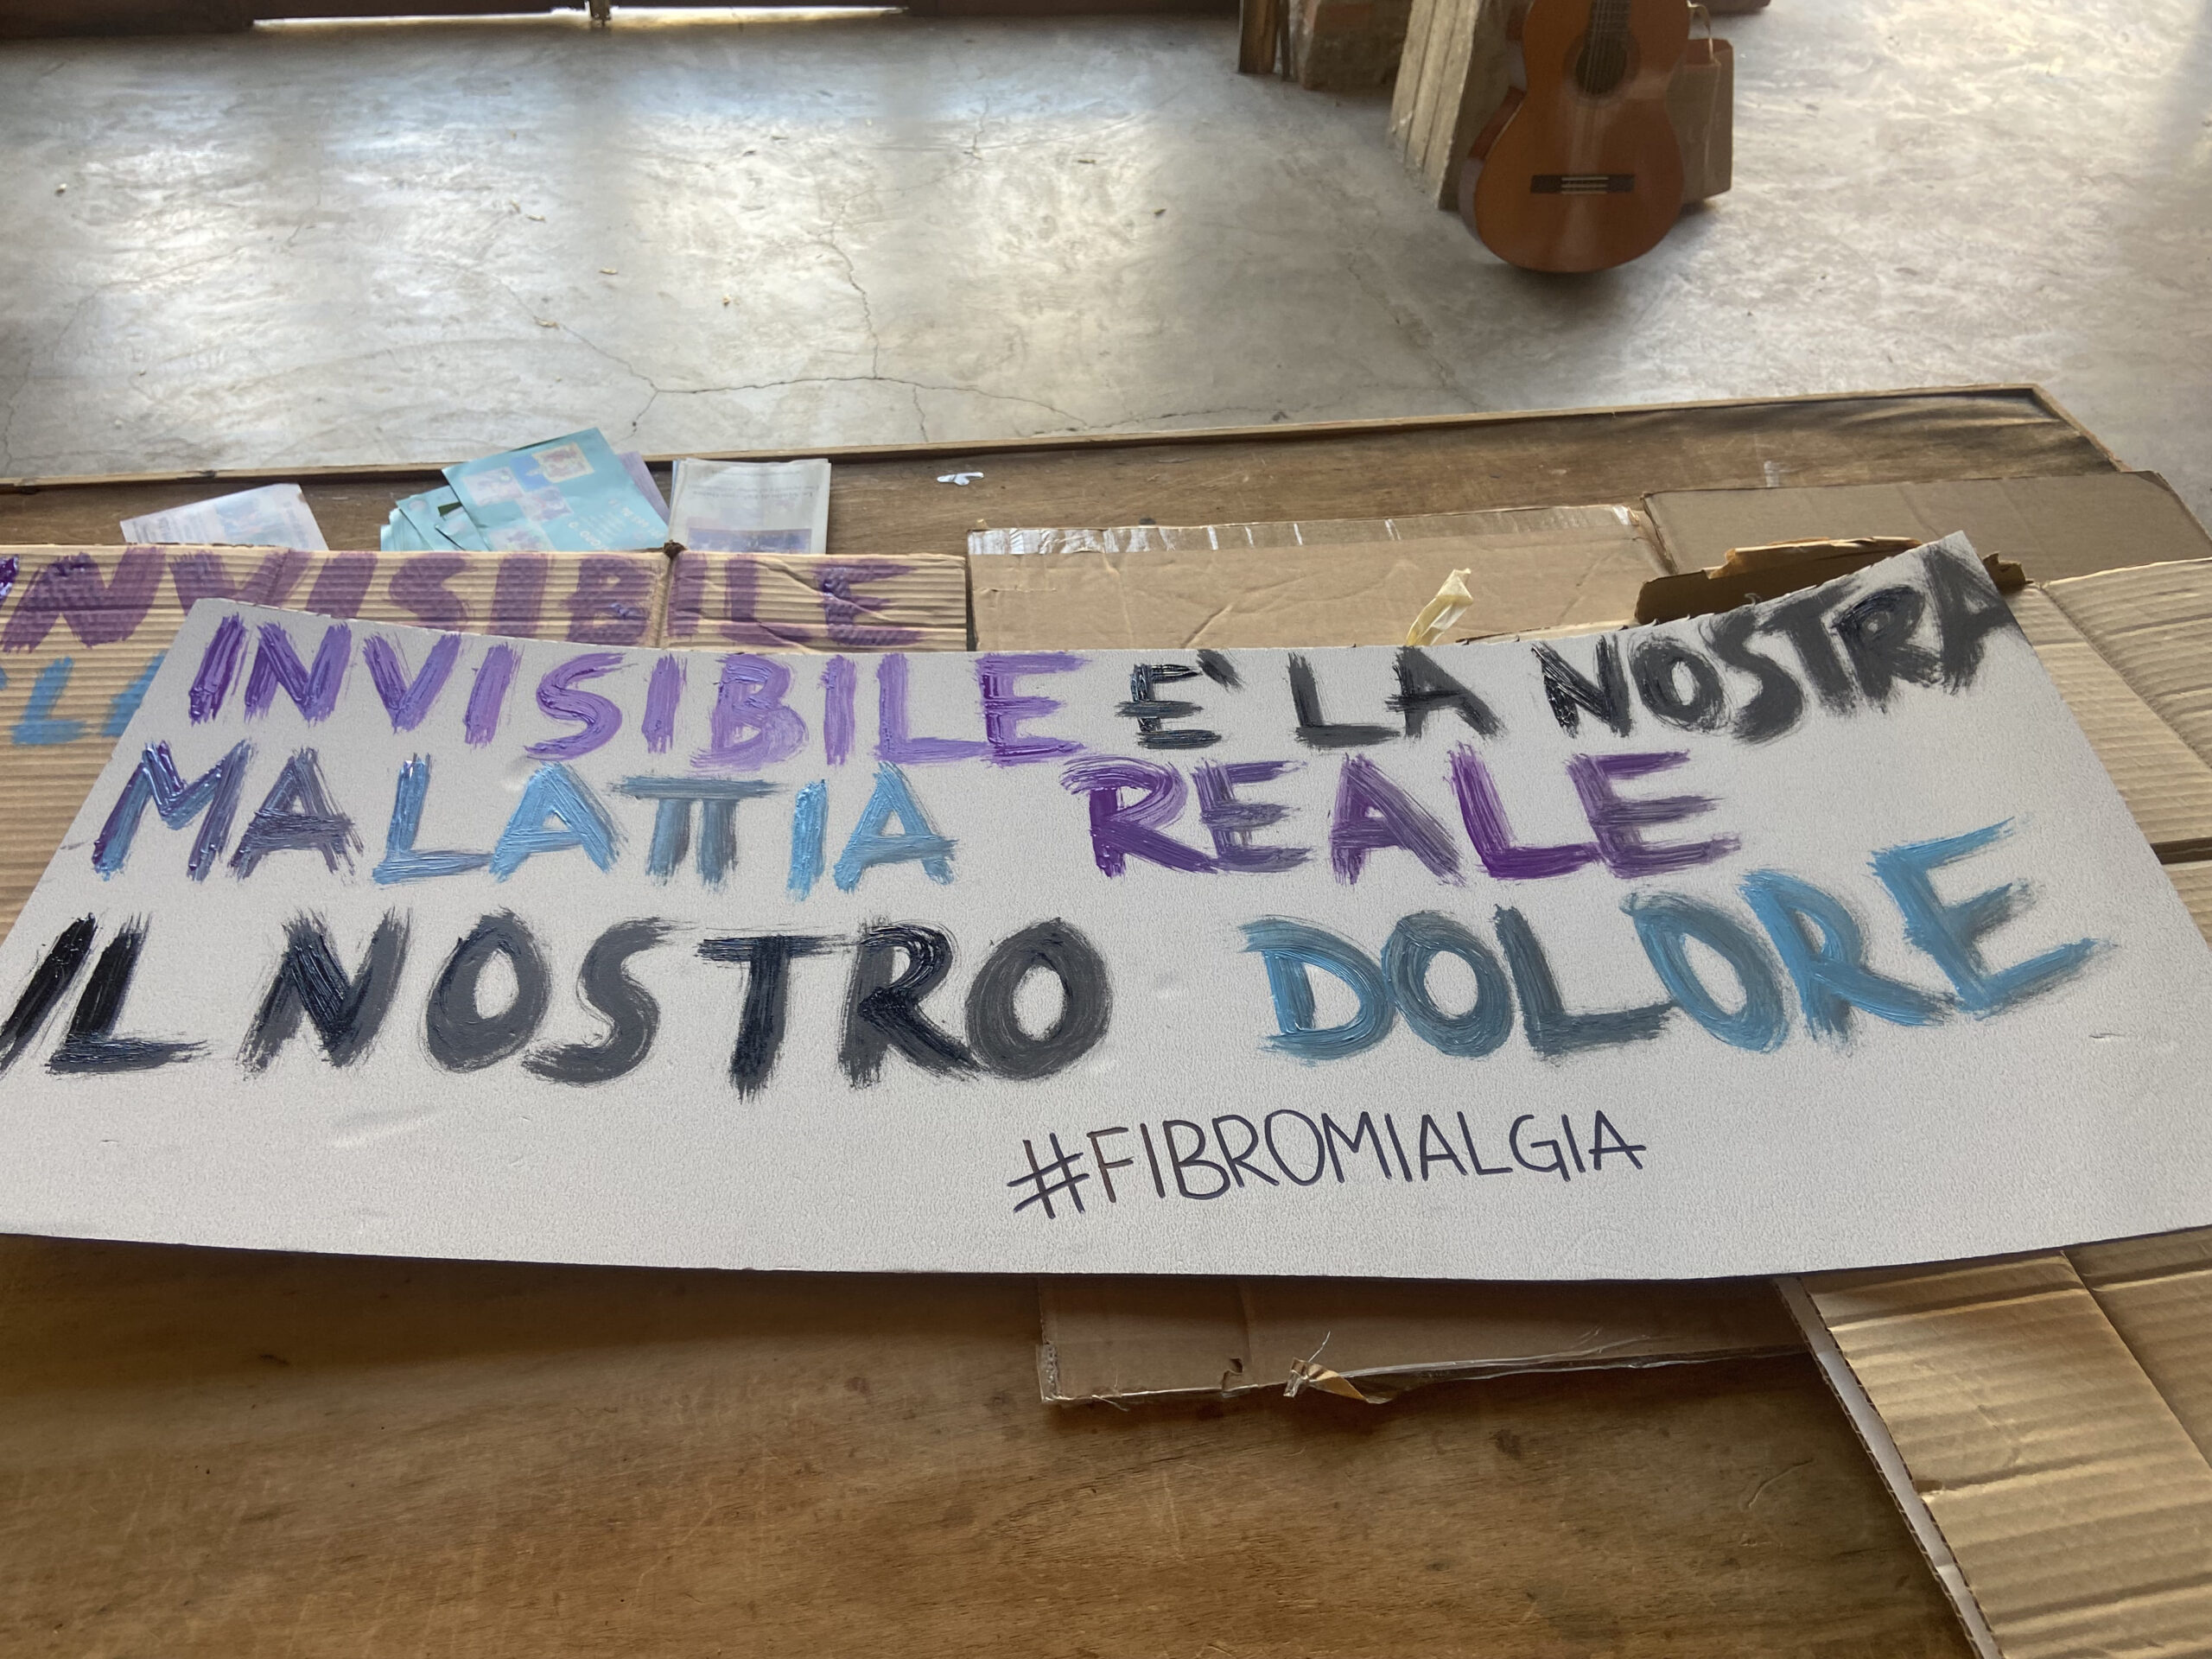 INVISIBILE
INVISIBILE E' LA NOSTRA
MALATTIA REALE
IL NOSTRO DOLORE
#FIBROMIALGIA